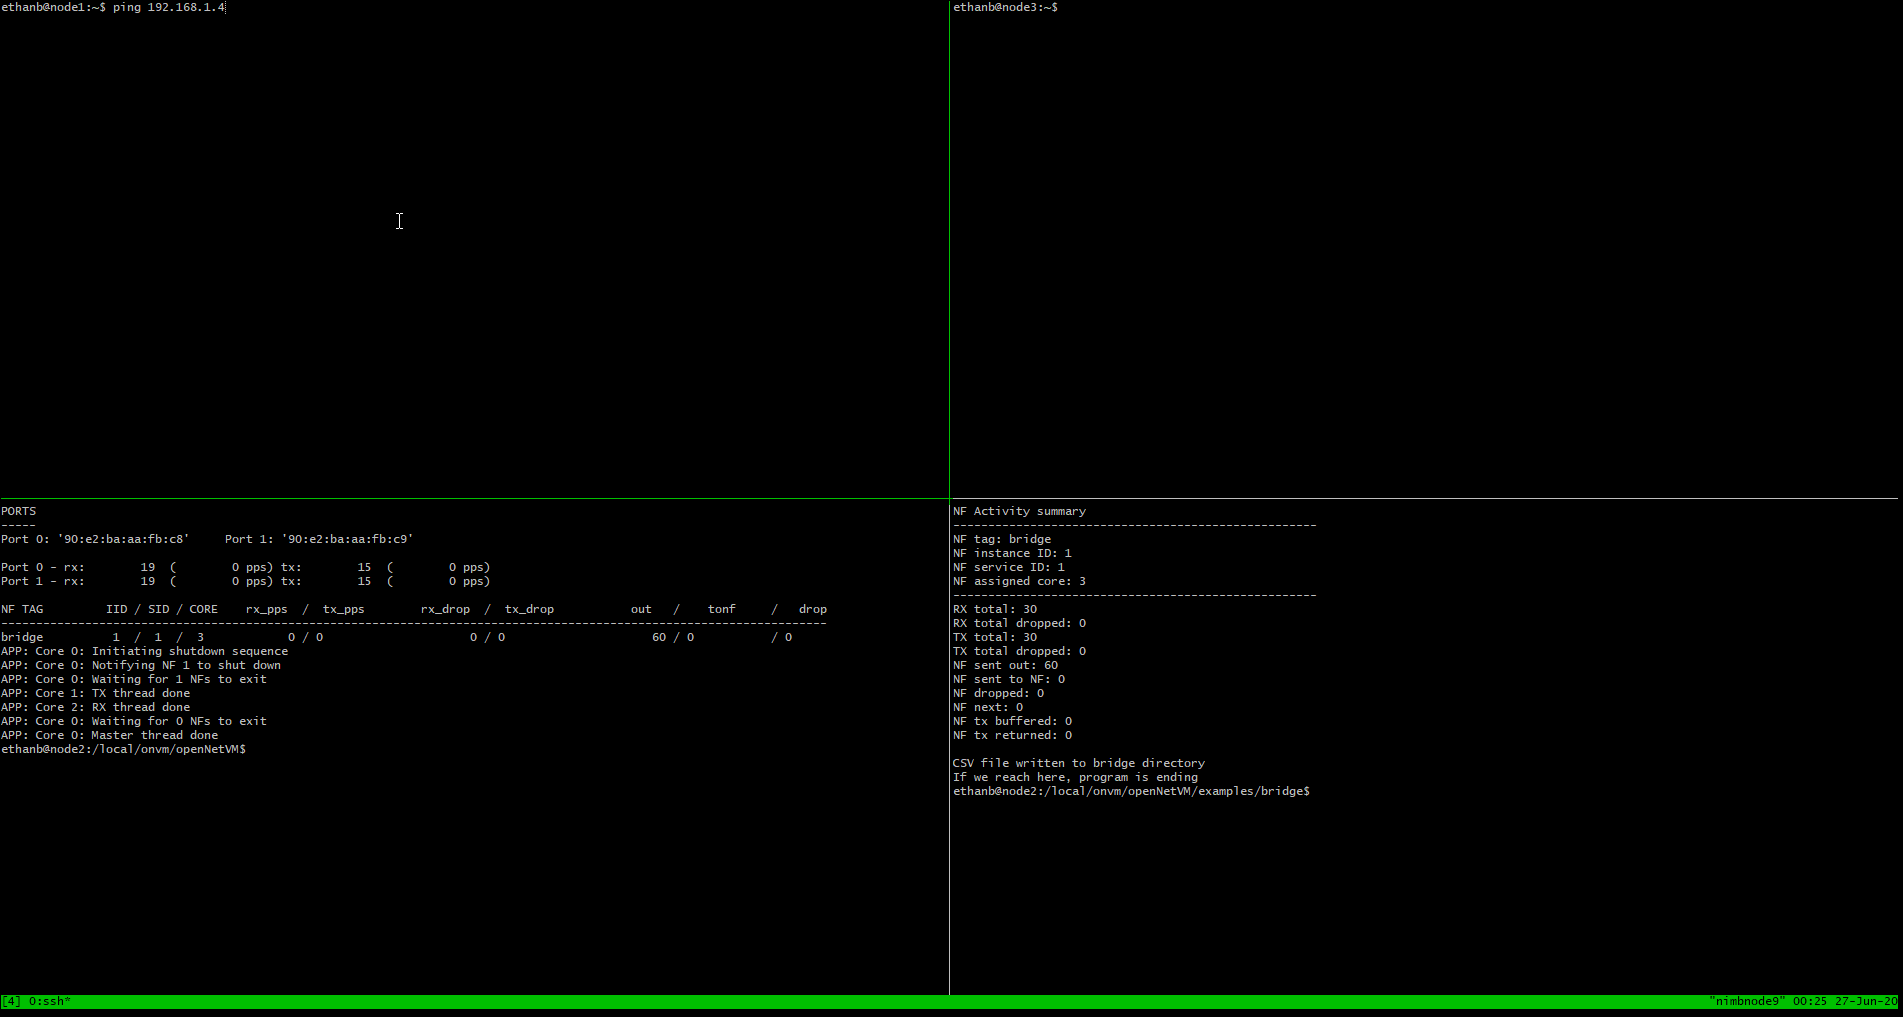 ethanb@node1:~$ ping 192.168.1.4
ethanb@node3:~$
PORTS
-----
Port 0: '90:e2:ba:aa:fb:c8'     Port 1: '90:e2:ba:aa:fb:c9'
Port 0 - rx:        19  (        0 pps) tx:        15  (        0 pps)
Port 1 - rx:        19  (        0 pps) tx:        15  (        0 pps)
NF TAG         IID / SID / CORE    rx_pps  /  tx_pps        rx_drop  /  tx_drop           out   /    tonf     /   drop
----------------------------------------------------------------------------------------------------------------------
bridge          1  /  1  /  3            0 / 0                     0 / 0                     60 / 0           / 0
APP: Core 0: Initiating shutdown sequence
APP: Core 0: Notifying NF 1 to shut down
APP: Core 0: Waiting for 1 NFs to exit
APP: Core 1: TX thread done
APP: Core 2: RX thread done
APP: Core 0: Waiting for 0 NFs to exit
APP: Core 0: Master thread done
ethanb@node2:/local/onvm/openNetVM$
NF Activity summary
----------------------------------------------------
NF tag: bridge
NF instance ID: 1
NF service ID: 1
NF assigned core: 3
----------------------------------------------------
RX total: 30
RX total dropped: 0
TX total: 30
TX total dropped: 0
NF sent out: 60
NF sent to NF: 0
NF dropped: 0
NF next: 0
NF tx buffered: 0
NF tx returned: 0
CSV file written to bridge directory
If we reach here, program is ending
ethanb@node2:/local/onvm/openNetVM/examples/bridge$
[4] 0:ssh*
"nimbnode9" 00:25 27-Jun-20